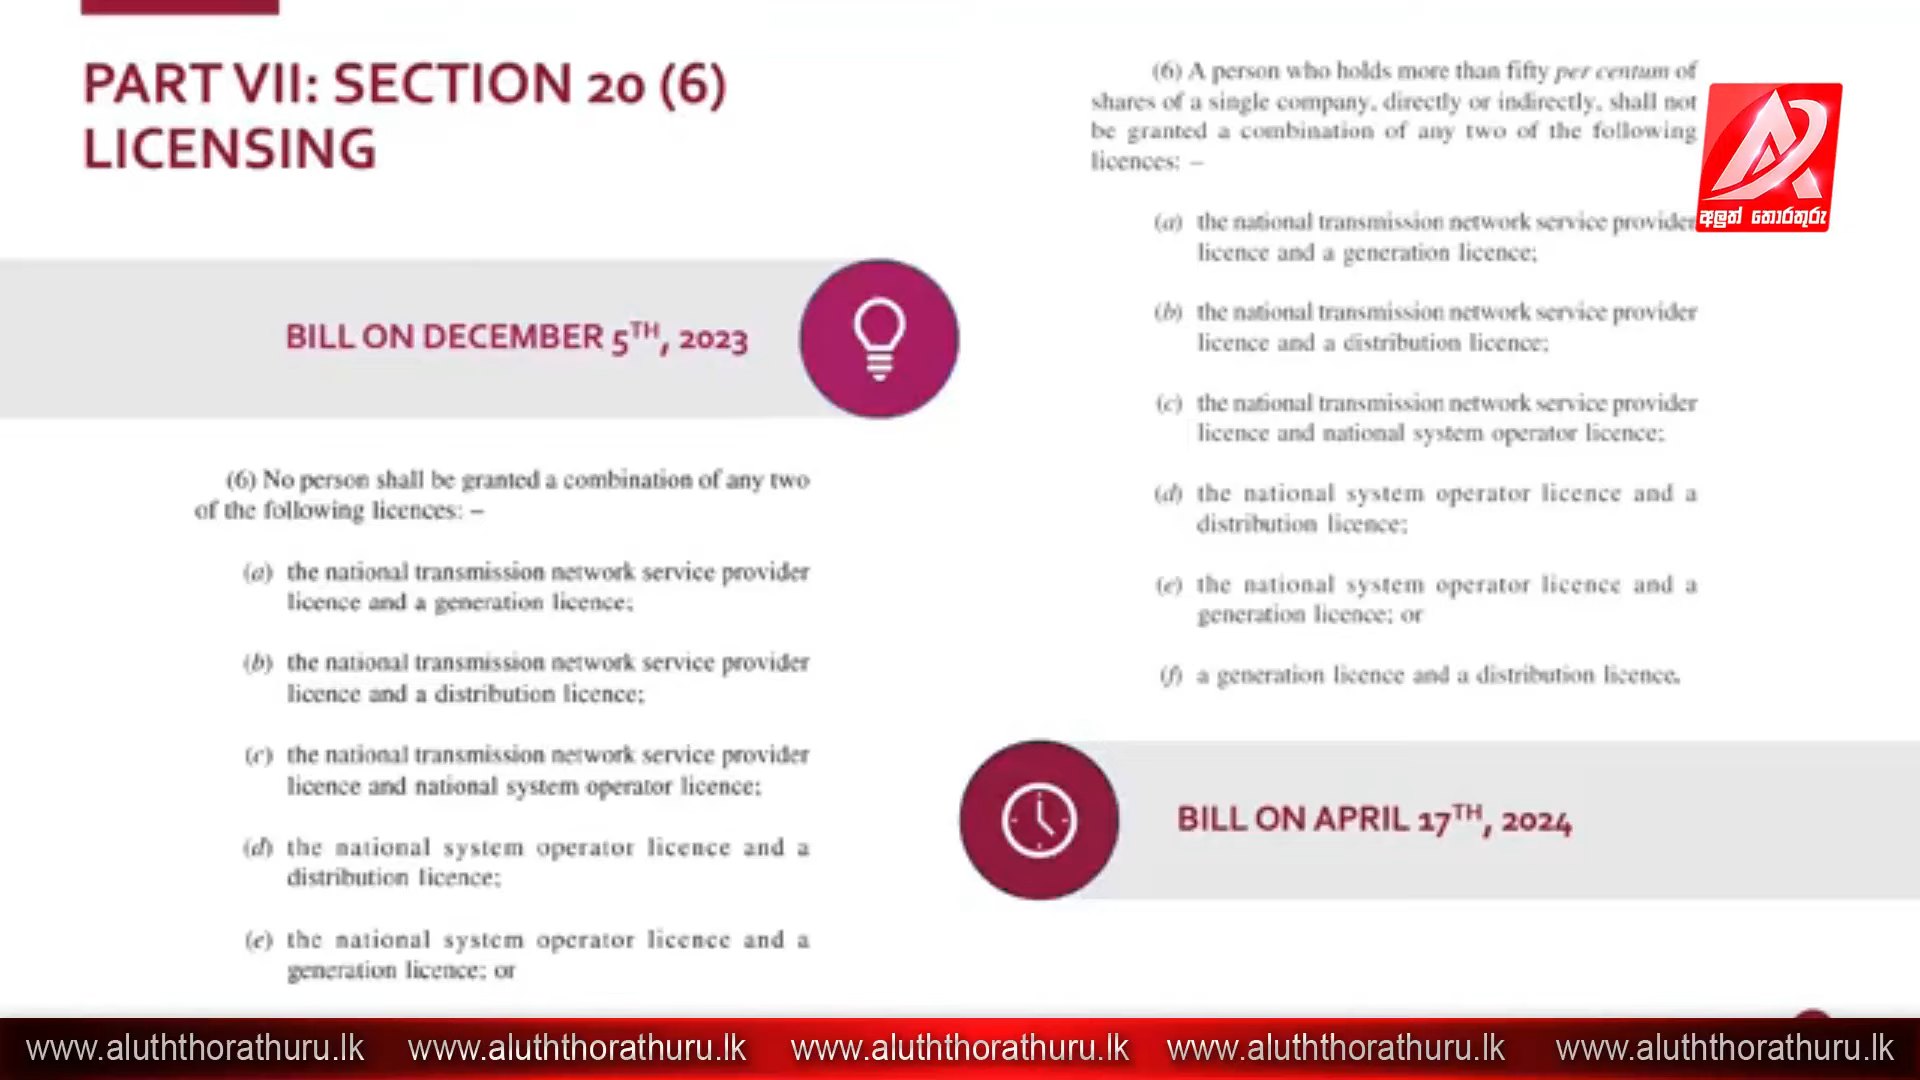 PART VII: SECTION 20 (6)
LICENSING
BILL ON DECEMBER 5TH, 2023
(6) No person shall be granted a combination of any two
of the following licences: –
(a) the national transmission network service provider
licence and a generation licence;
(b) the national transmission network service provider
licence and a distribution licence;
(c) the national transmission network service provider
licence and national system operator licence;
(d) the national system operator licence and a
distribution licence;
(e) the national system operator licence and a
generation licence; or
(6) A person who holds more than fifty per centum of
shares of a single company, directly or indirectly, shall not
be granted a combination of any two of the following
licences: –
(a) the national transmission network service provider
licence and a generation licence;
(b) the national transmission network service provider
licence and a distribution licence;
(c) the national transmission network service provider
licence and national system operator licence;
(d) the national system operator licence and a
distribution licence;
(e) the national system operator licence and a
generation licence; or
(f) a generation licence and a distribution licence.
BILL ON APRIL 17TH, 2024
අලුත් තොරතුරු
www.aluththorathuru.lk www.aluththorathuru.lk www.aluththorathuru.lk www.aluththorathuru.lk www.aluththorathuru.lk